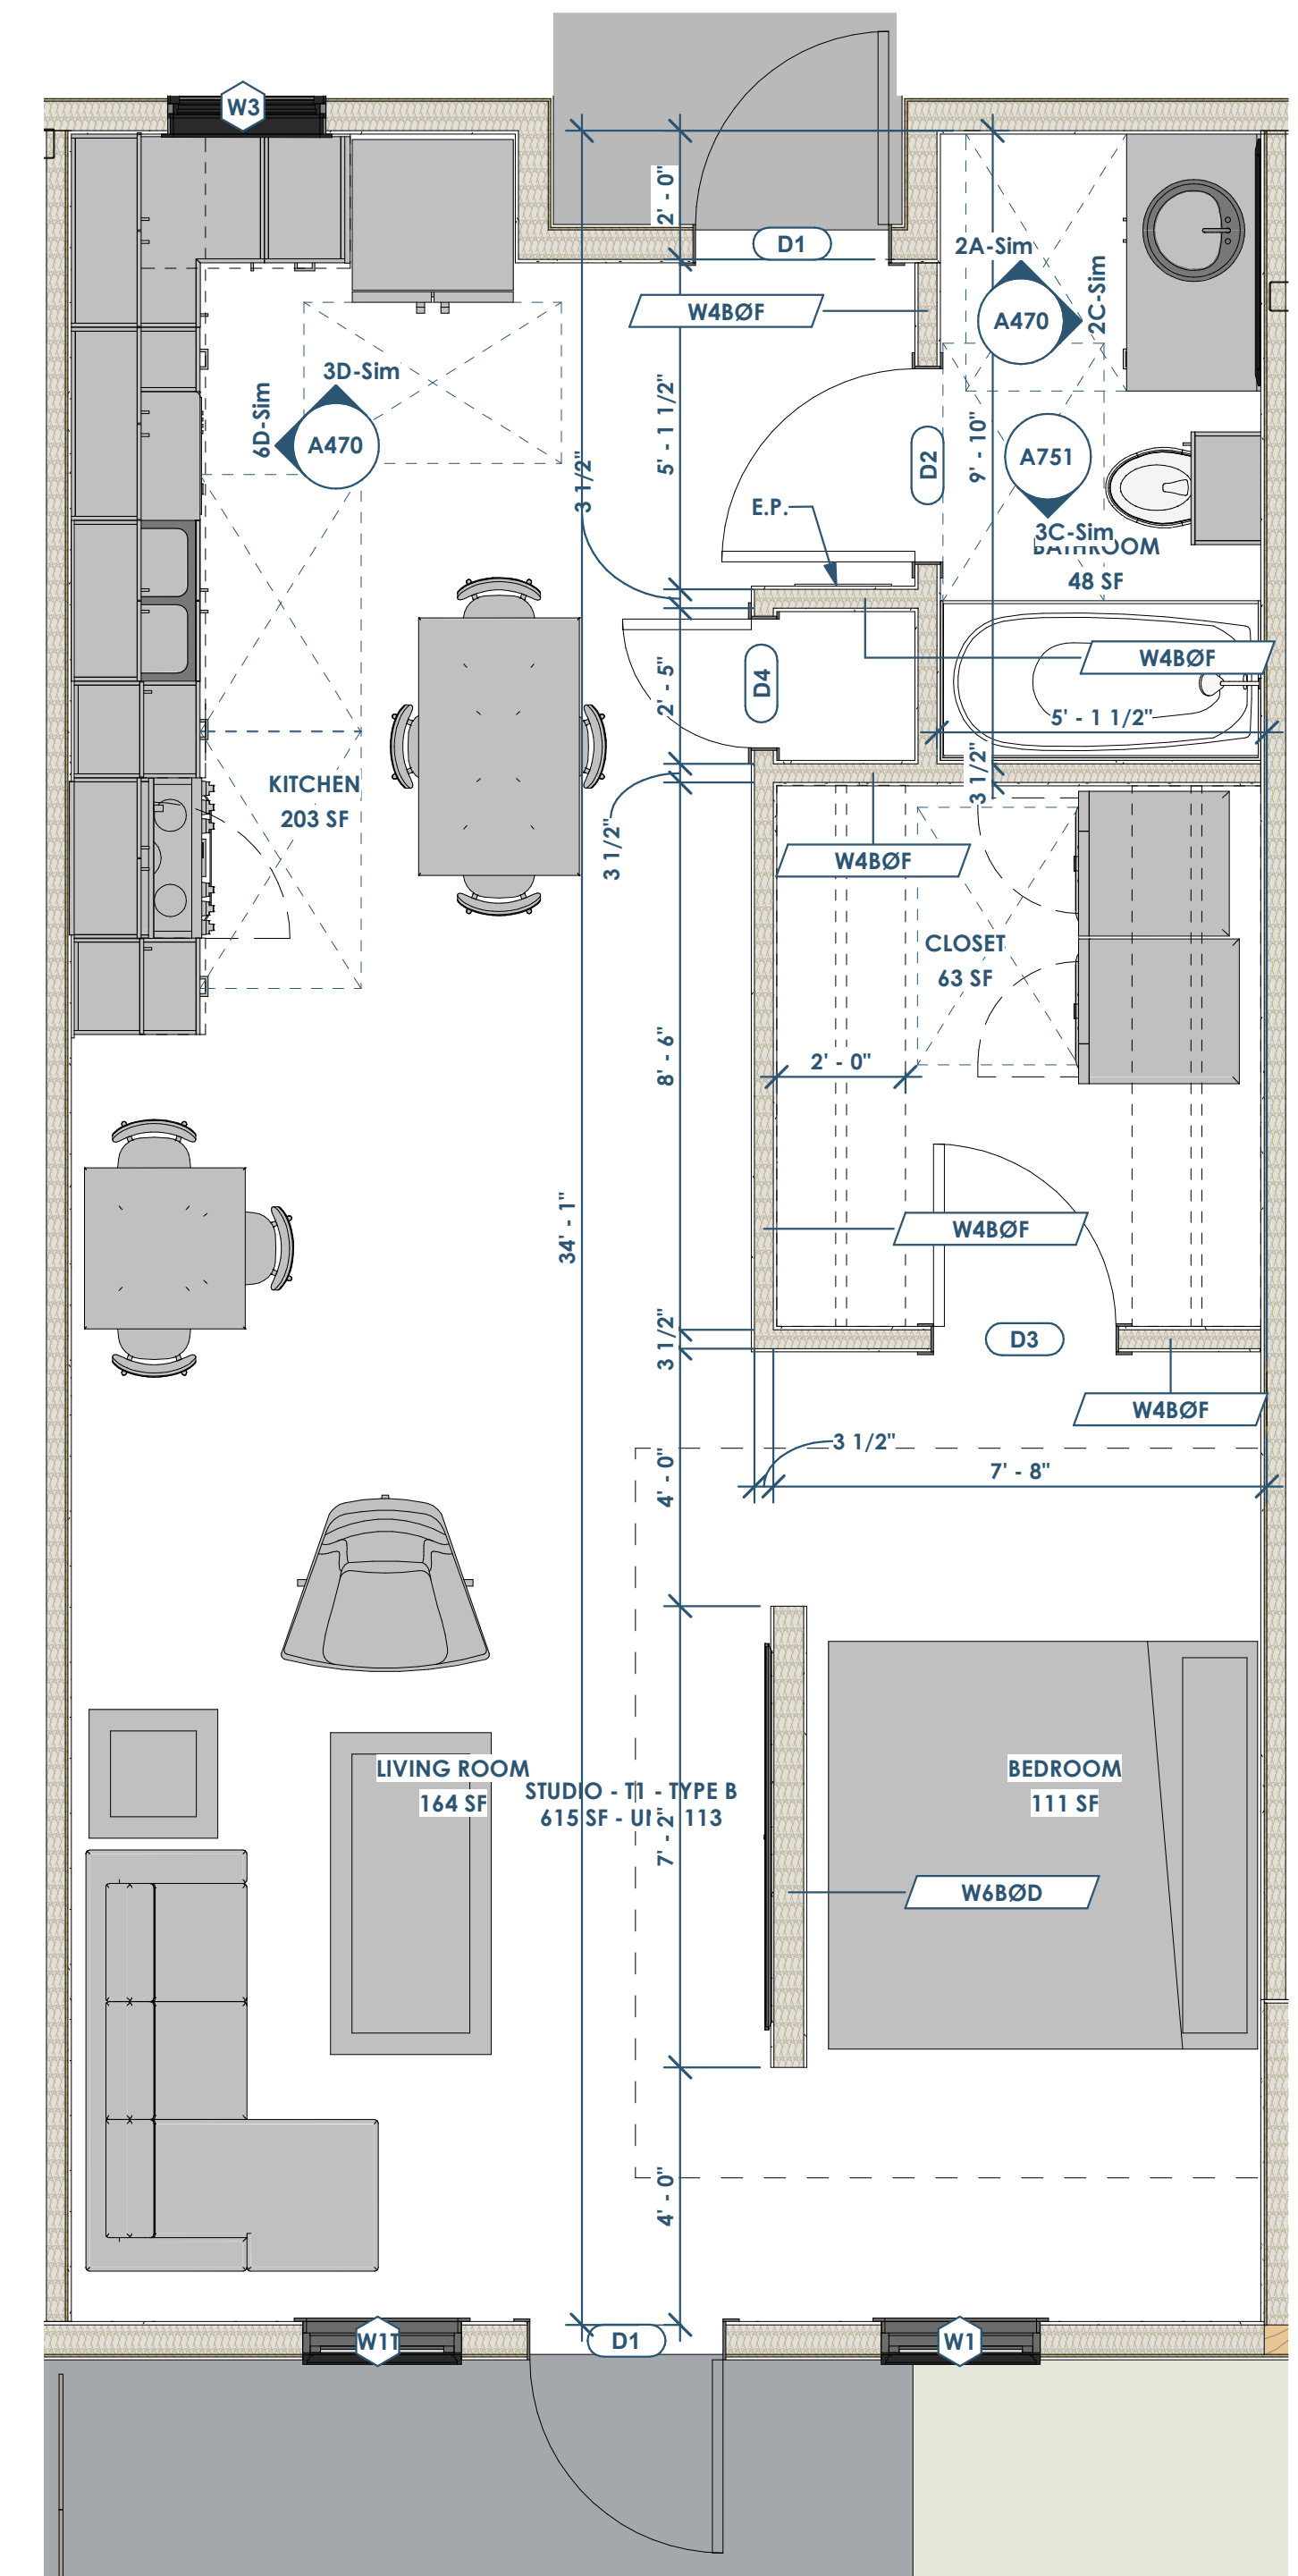 W3
2' - 0"
D1
2A-Sim
W4BØF
A470
2C-Sim
3D-Sim
6D-Sim
A470
5' - 1 1/2"
3 1/2"
D2
9' - 10"
A751
E.P.
3C-Sim
BATHROOM
48 SF
2' - 5"
D4
W4BØF
5' - 1 1/2"
KITCHEN
203 SF
3 1/2"
3 1/2"
W4BØF
CLOSET
63 SF
8' - 6"
2' - 0"
34' - 1"
W4BØF
3 1/2"
D3
W4BØF
3 1/2"
4' - 0"
7' - 8"
LIVING ROOM
164 SF
STUDIO - T1 - TYPE B
615 SF - 113
7' - 2"
BEDROOM
111 SF
W6BØD
4' - 0"
W1T
D1
W1